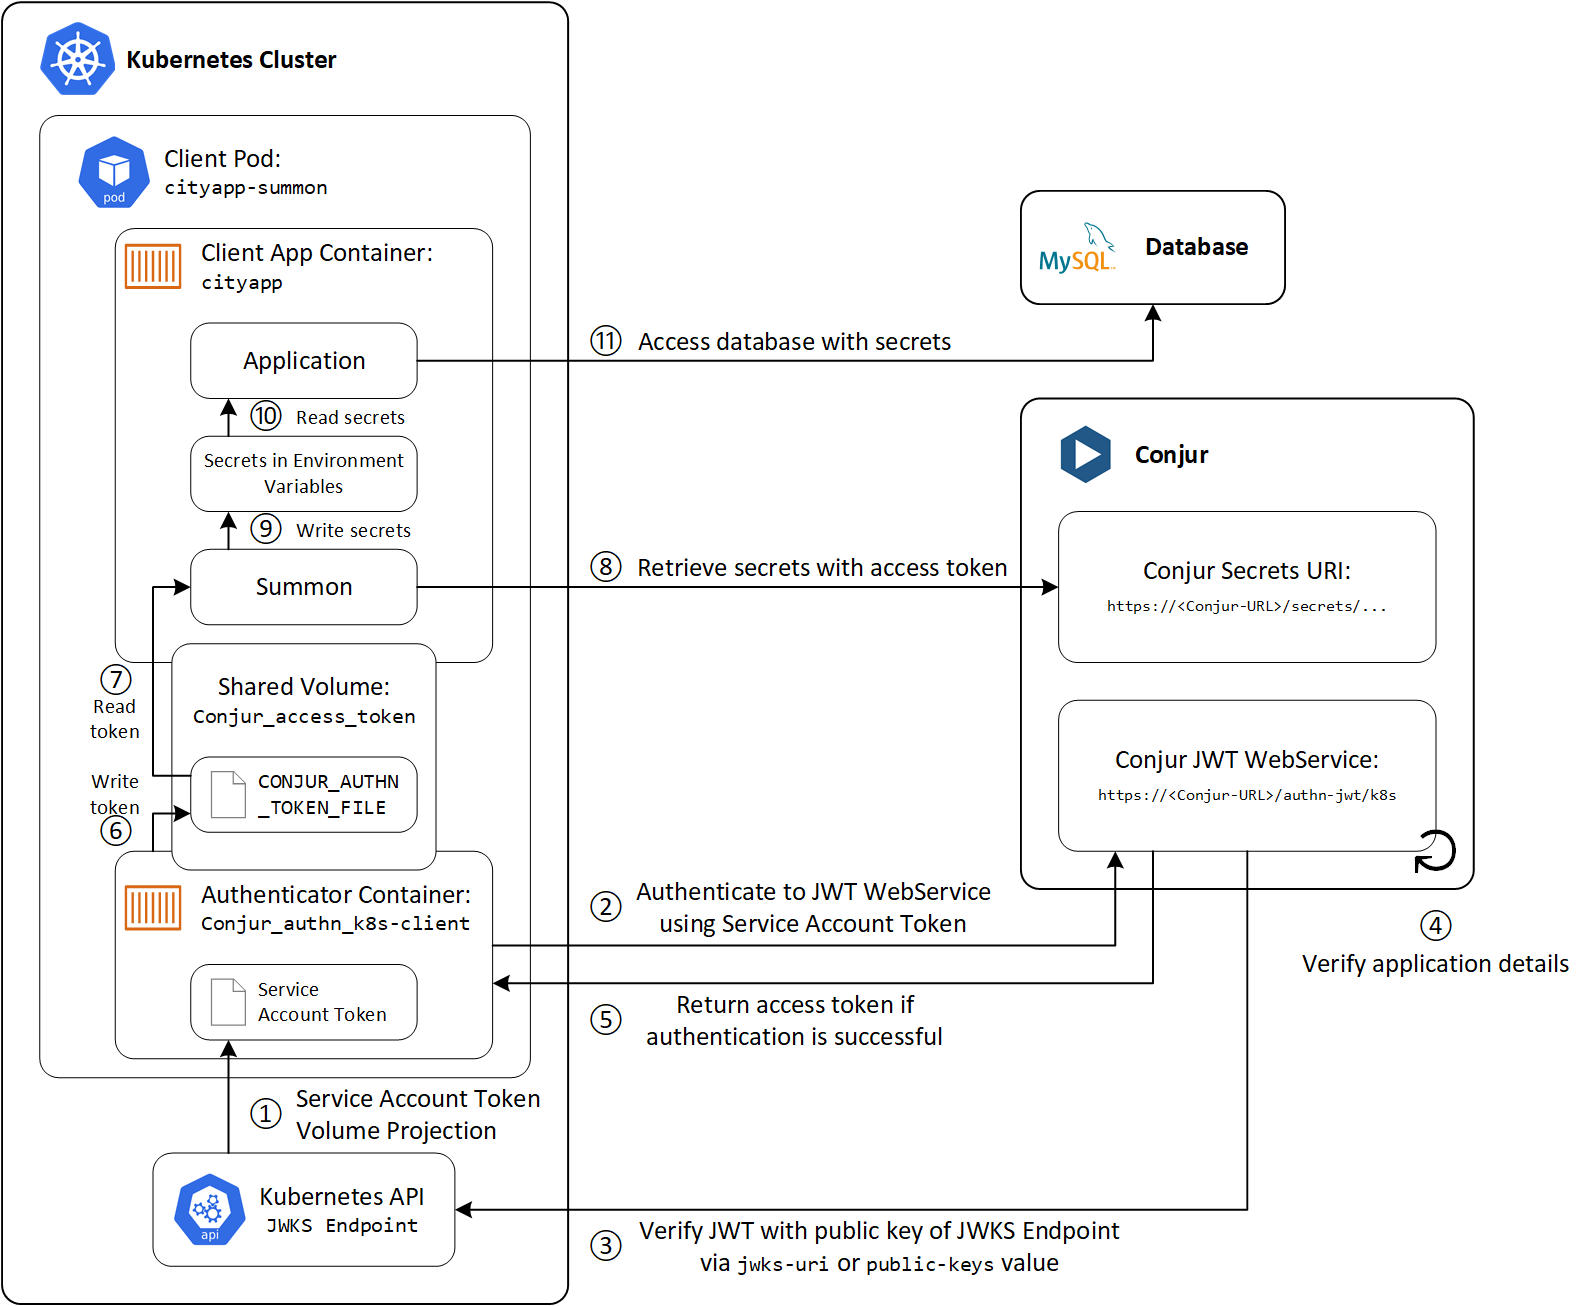 Kubernetes Cluster
pod
Client Pod:
cityapp-summon
Client App Container:
cityapp
Application
⑩ Read secrets
Secrets in Environment
Variables
⑨ Write secrets
Summon
⑦
Read
token
Shared Volume:
Conjur_access_token
Write
token
⑥
CONJUR_AUTHN
_TOKEN_FILE
Authenticator Container:
Conjur_authn_k8s-client
Service
Account Token
① Service Account Token
Volume Projection
api
Kubernetes API
JWKS Endpoint
⑪ Access database with secrets
MySQL
Database
⑧ Retrieve secrets with access token
Conjur
Conjur Secrets URI:
https://<Conjur-URL>/secrets/...
Conjur JWT WebService:
https://<Conjur-URL>/authn-jwt/k8s
② Authenticate to JWT WebService
using Service Account Token
④
Verify application details
⑤ Return access token if
authentication is successful
③ Verify JWT with public key of JWKS Endpoint
via jwks-uri or public-keys value